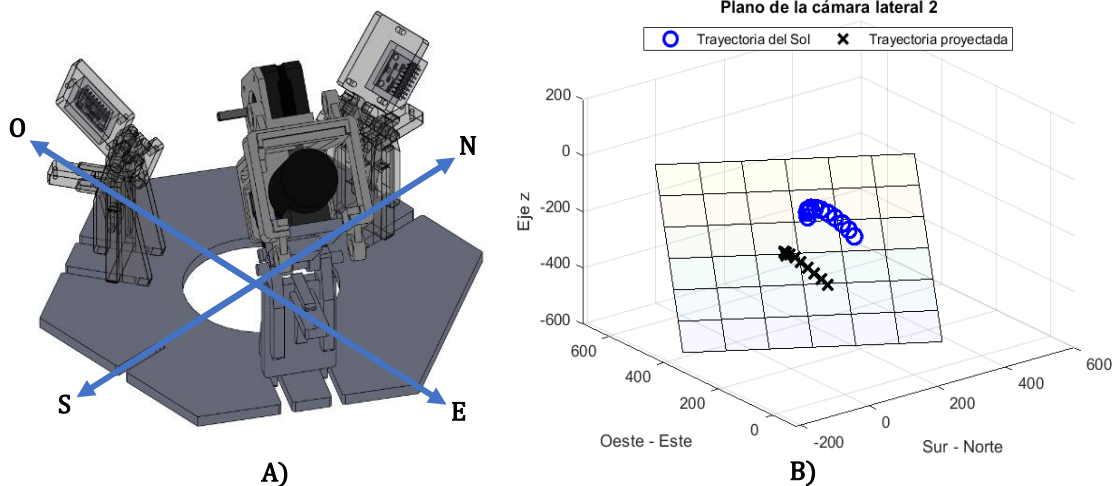 O
N
S
E
A)
Plano de la cámara lateral 2
Trayectoria del Sol
Trayectoria proyectada
Eje z
200
0
-200
-400
-600
600
400
200
0
Oeste - Este
-200
0
200
400
600
Sur - Norte
B)